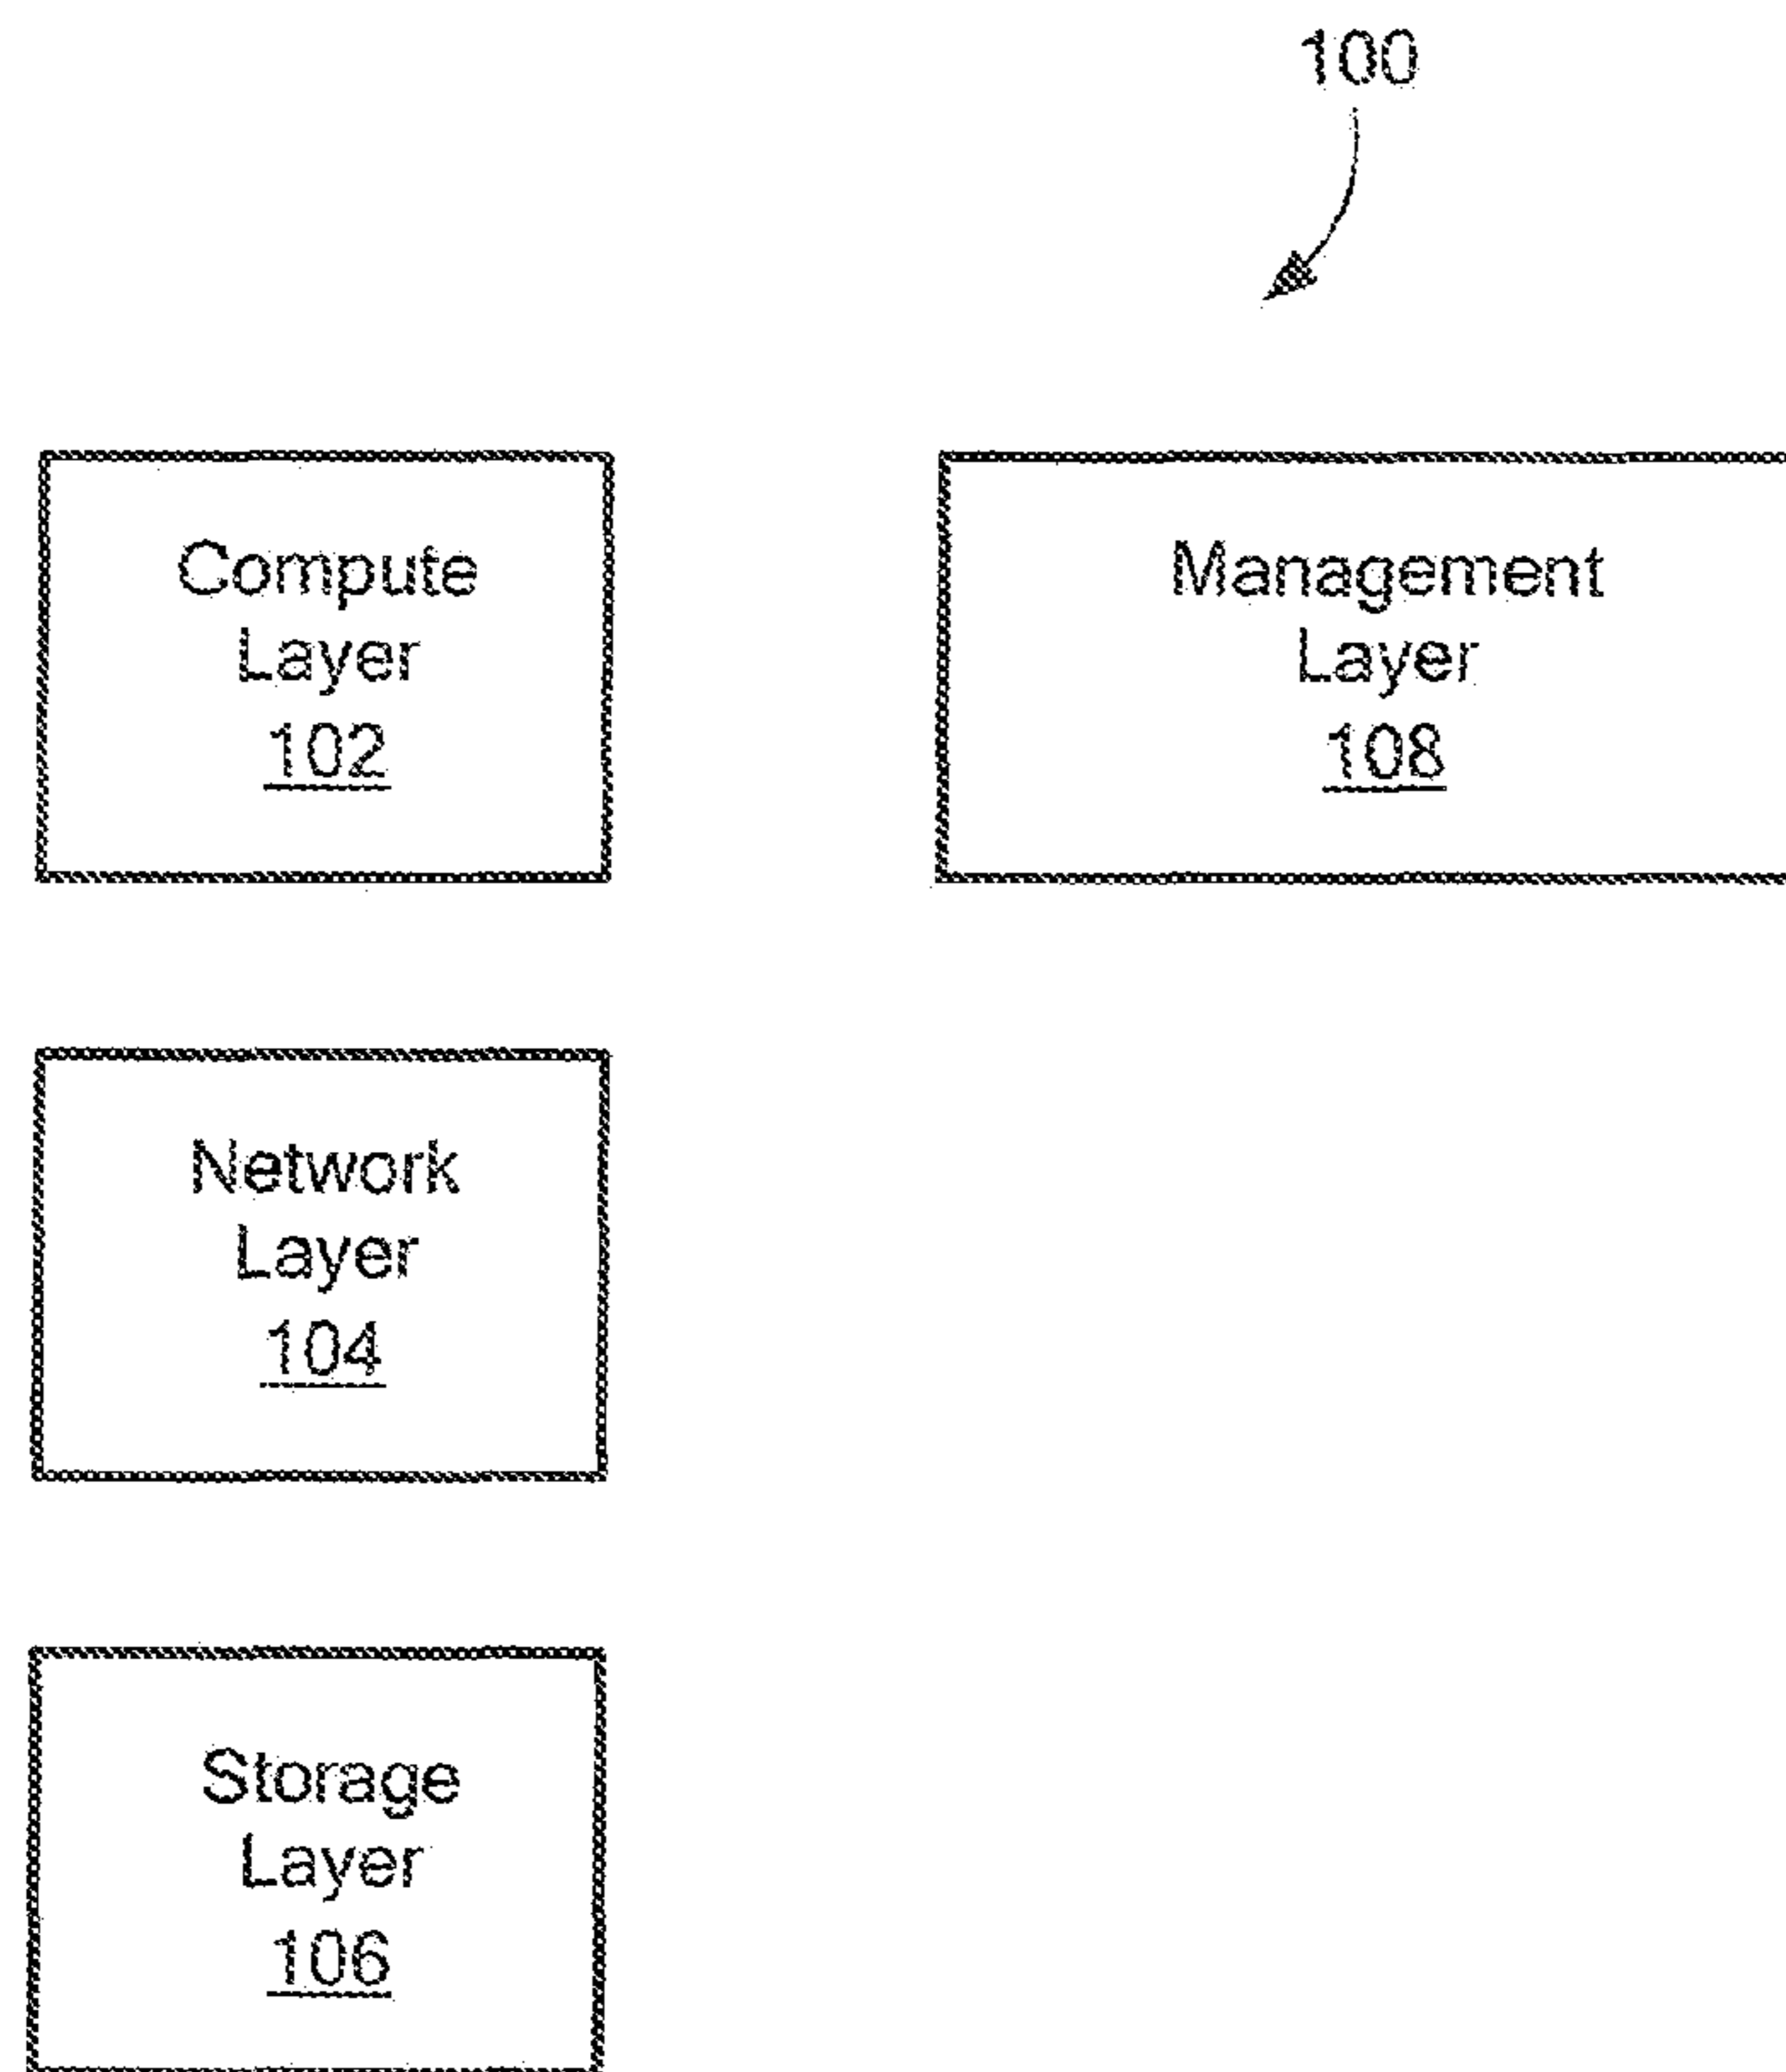 100
Compute
Layer
102
Management
Layer
108
Network
Layer
104
Storage
Layer
106